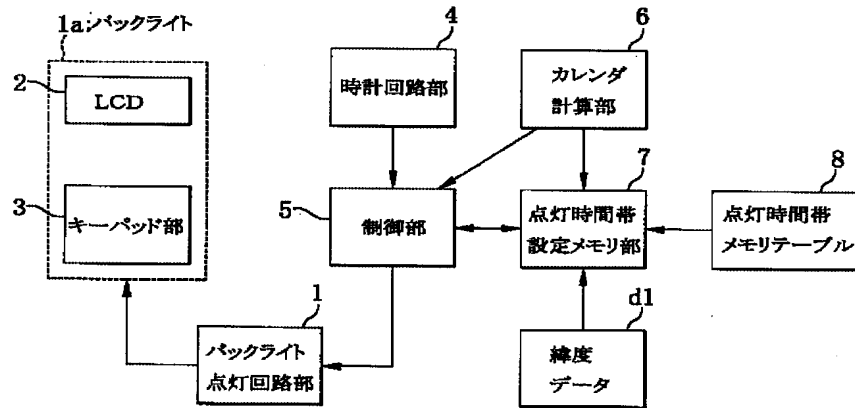 1a:バックライト
2
LCD
3
キーパッド部
4
時計回路部
6
カレンダ
計算部
5
制御部
7
点灯時間帯
設定メモリ部
8
点灯時間帯
メモリテーブル
1
バックライト
点灯回路部
d1
緯度
データ